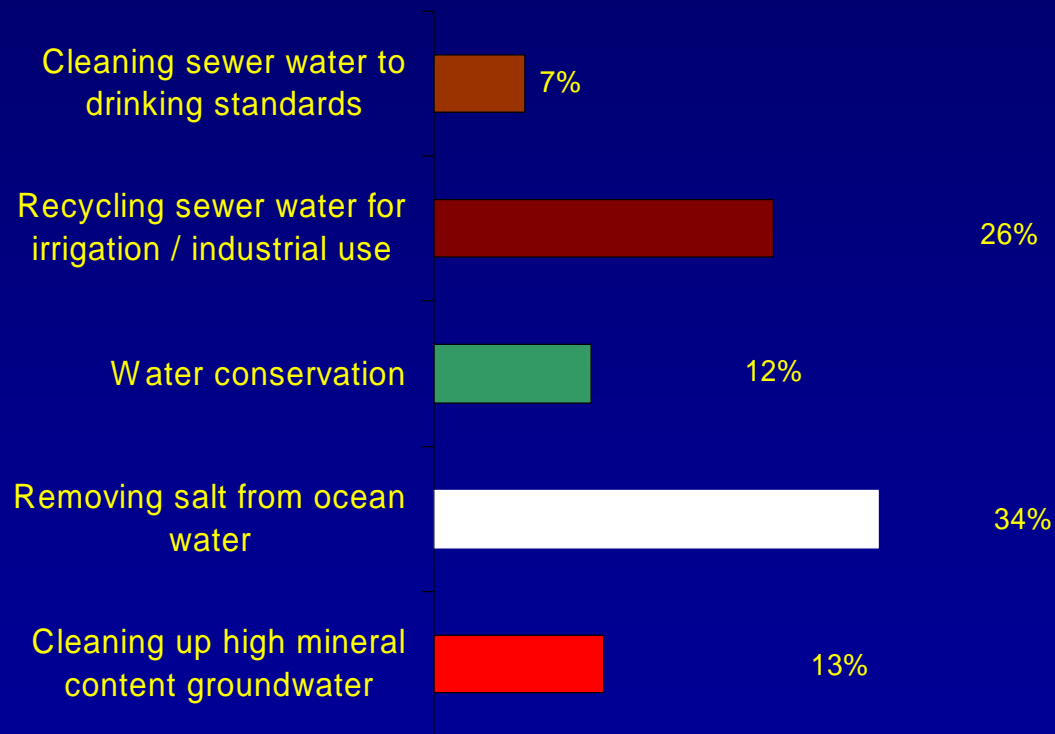 Cleaning sewer water to
drinking standards
7%
Recycling sewer water for
irrigation / industrial use
26%
Water conservation
12%
Removing salt from ocean
water
34%
Cleaning up high mineral
content groundwater
13%